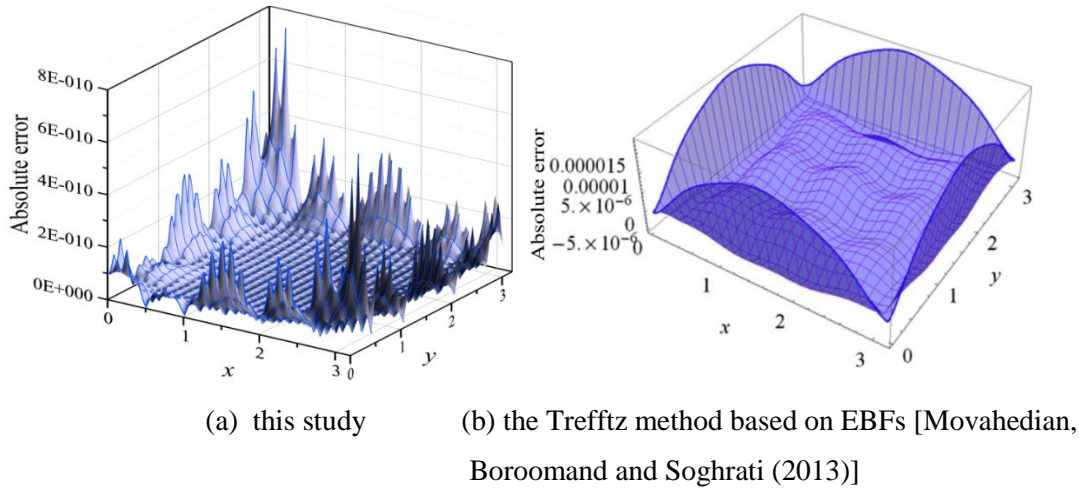 8E-010
6E-010
4E-010
2E-010
0E+000
Absolute error
0
1
2
3
x
0
1
2
3
y
0.000015
0.00001
5.×10⁻⁶
0
−5.×10⁻⁶
Absolute error
0
1
2
3
x
0
1
2
3
y
(a) this study
(b) the Trefftz method based on EBFs [Movahedian,
Boroomand and Soghrati (2013)]